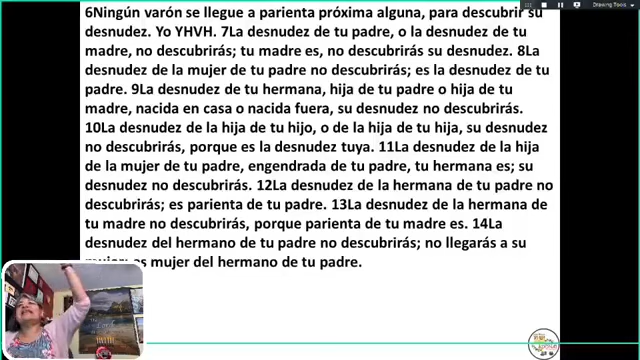 6Ningún varón se llegue a parienta próxima alguna, para descubrir su
desnudez. Yo YHVH. 7La desnudez de tu padre, o la desnudez de tu
madre, no descubrirás; tu madre es, no descubrirás su desnudez. 8La
desnudez de la mujer de tu padre no descubrirás; es la desnudez de tu
padre. 9La desnudez de tu hermana, hija de tu padre o hija de tu
madre, nacida en casa o nacida fuera, su desnudez no descubrirás.
10La desnudez de la hija de tu hijo, o de la hija de tu hija, su desnudez
no descubrirás, porque es la desnudez tuya. 11La desnudez de la hija
de la mujer de tu padre, engendrada de tu padre, tu hermana es; su
desnudez no descubrirás. 12La desnudez de la hermana de tu padre no
descubrirás; es parienta de tu padre. 13La desnudez de la hermana de
tu madre no descubrirás, porque parienta de tu madre es. 14La
desnudez del hermano de tu padre no descubrirás; no llegarás a su
mujer; es mujer del hermano de tu padre.
Drawing Tools
The
Lord